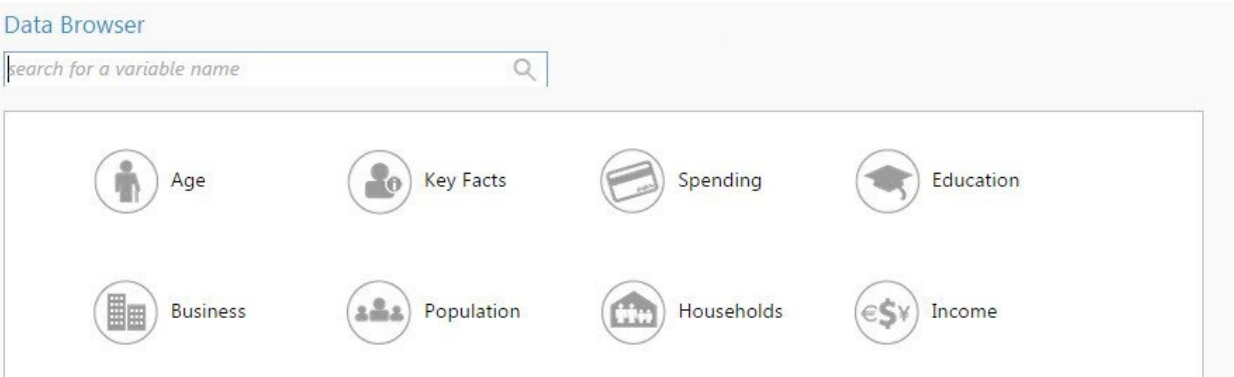 Data Browser
search for a variable name
Age Key Facts Spending Education
Business Population Households €$¥ Income